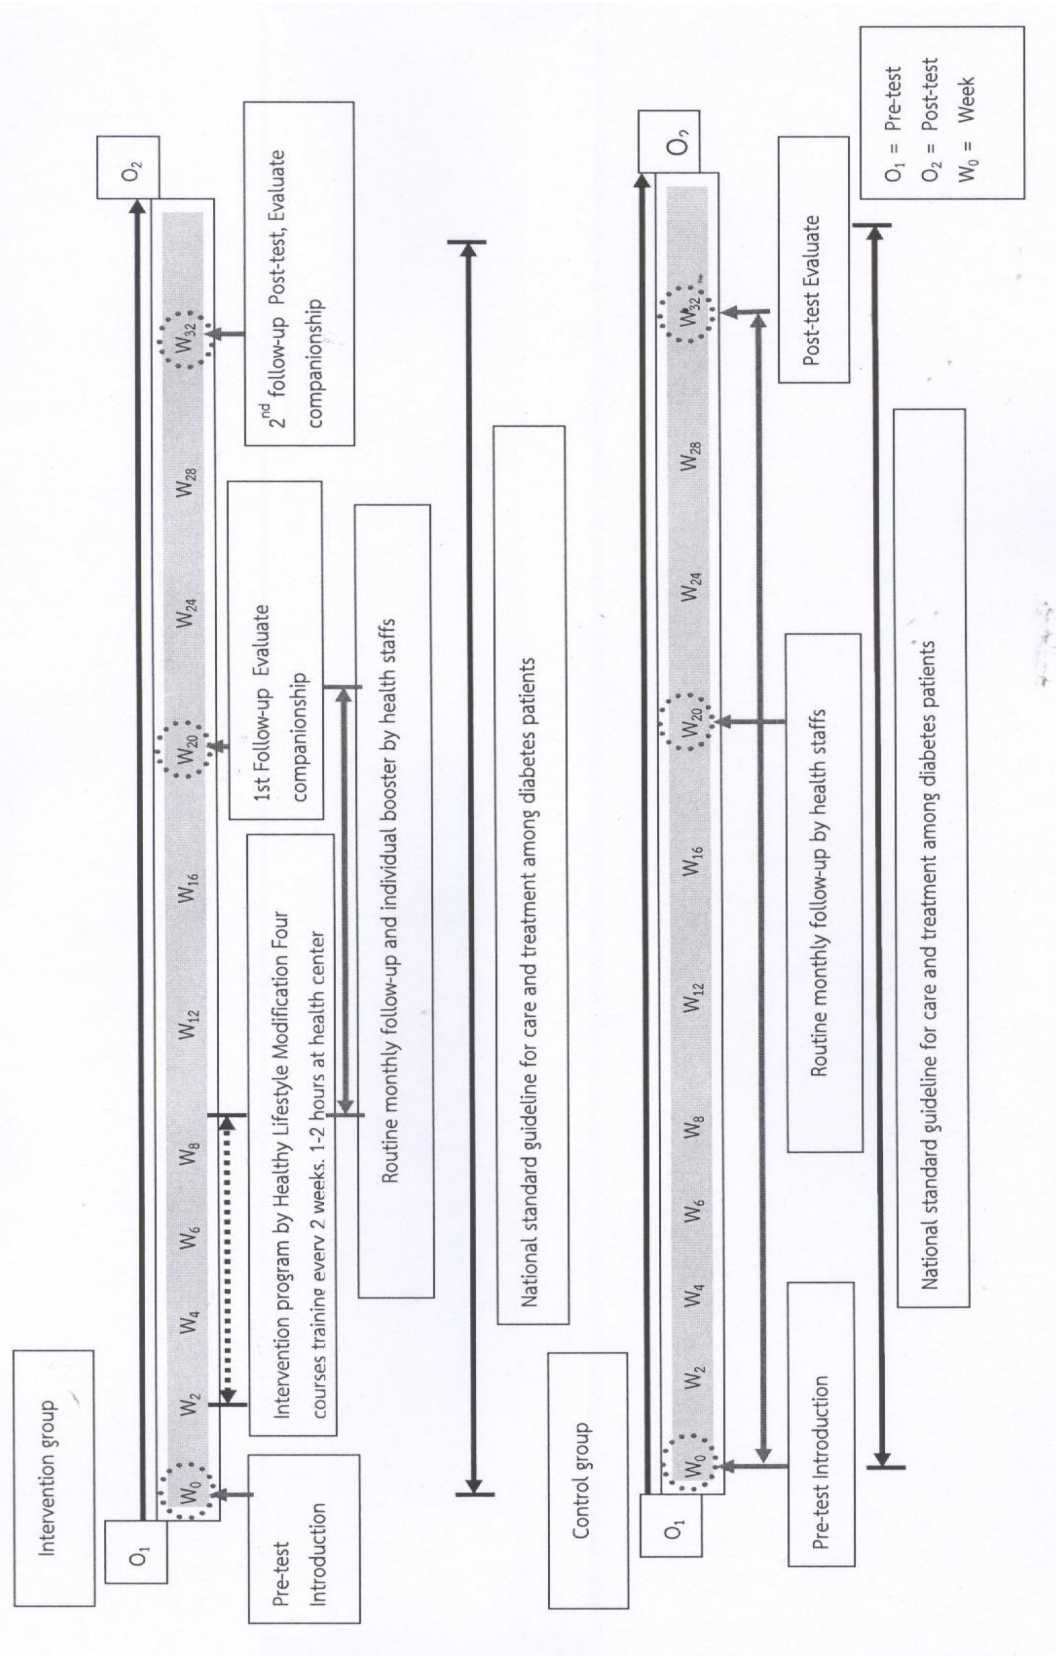 Intervention group
O₁
O₂
W₀ W₂ W₄ W₆ W₈ W₁₂ W₁₆ W₂₀ W₂₄ W₂₈ W₃₂
Pre-test
Introduction
Intervention program by Healthy Lifestyle Modification Four
courses training every 2 weeks. 1-2 hours at health center
1st Follow-up Evaluate
companionship
2nd follow-up Post-test, Evaluate
companionship
Routine monthly follow-up and individual booster by health staffs
National standard guideline for care and treatment among diabetes patients
Control group
O₁
O₂
W₀ W₂ W₄ W₆ W₈ W₁₂ W₁₆ W₂₀ W₂₄ W₂₈ W₃₂
Pre-test Introduction
Routine monthly follow-up by health staffs
Post-test Evaluate
National standard guideline for care and treatment among diabetes patients
O₁ = Pre-test
O₂ = Post-test
W₀ = Week